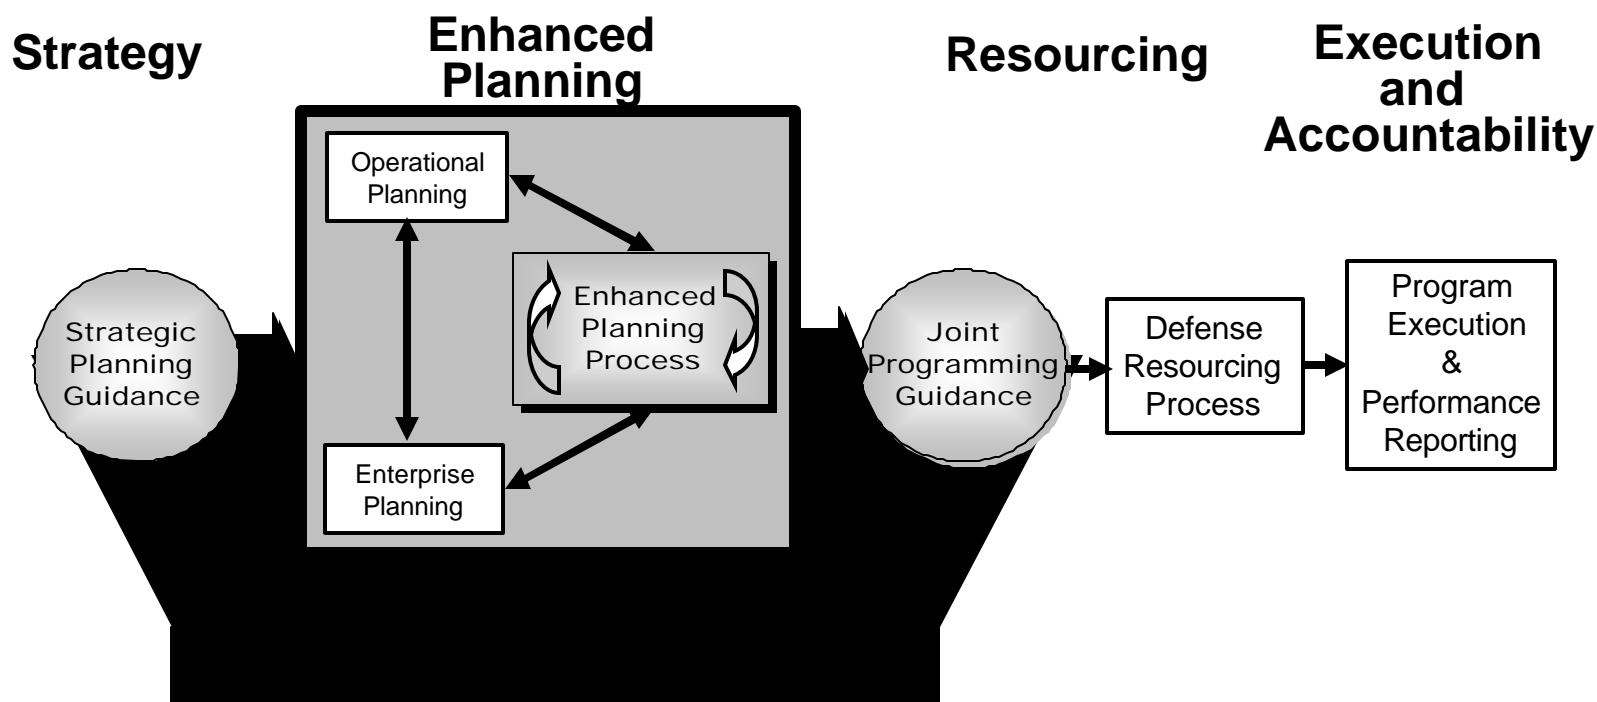 Strategy
Enhanced
Planning
Resourcing
Execution
and
Accountability
Operational
Planning
Enhanced
Planning
Process
Enterprise
Planning
Strategic
Planning
Guidance
Joint
Programming
Guidance
Defense
Resourcing
Process
Program
Execution
&
Performance
Reporting